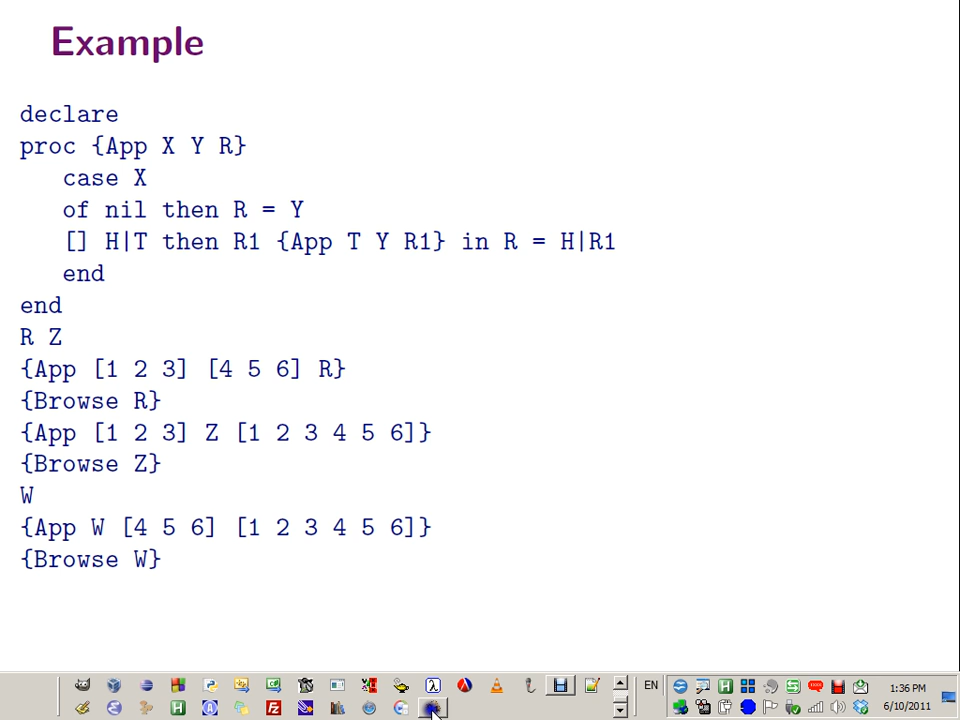 Example
declare
proc {App X Y R}
   case X
   of nil then R = Y
   [] H|T then R1 {App T Y R1} in R = H|R1
   end
end
R Z
{App [1 2 3] [4 5 6] R}
{Browse R}
{App [1 2 3] Z [1 2 3 4 5 6]}
{Browse Z}
W
{App W [4 5 6] [1 2 3 4 5 6]}
{Browse W}
EN
1:36 PM
6/10/2011